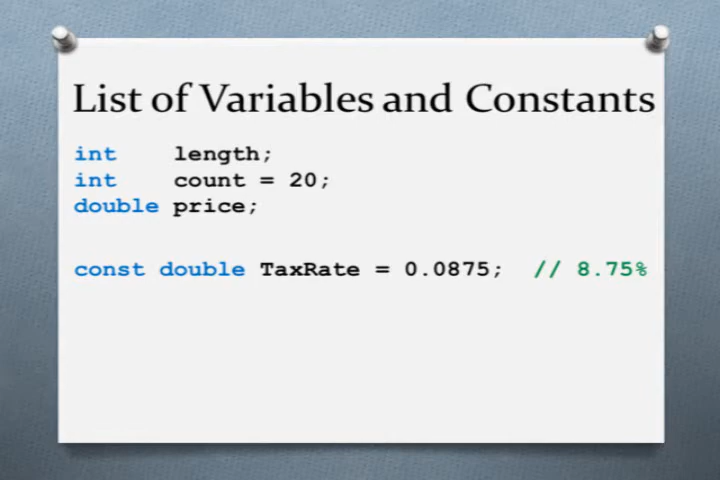 List of Variables and Constants
int    length;
int    count = 20;
double price;
const double TaxRate = 0.0875;  // 8.75%